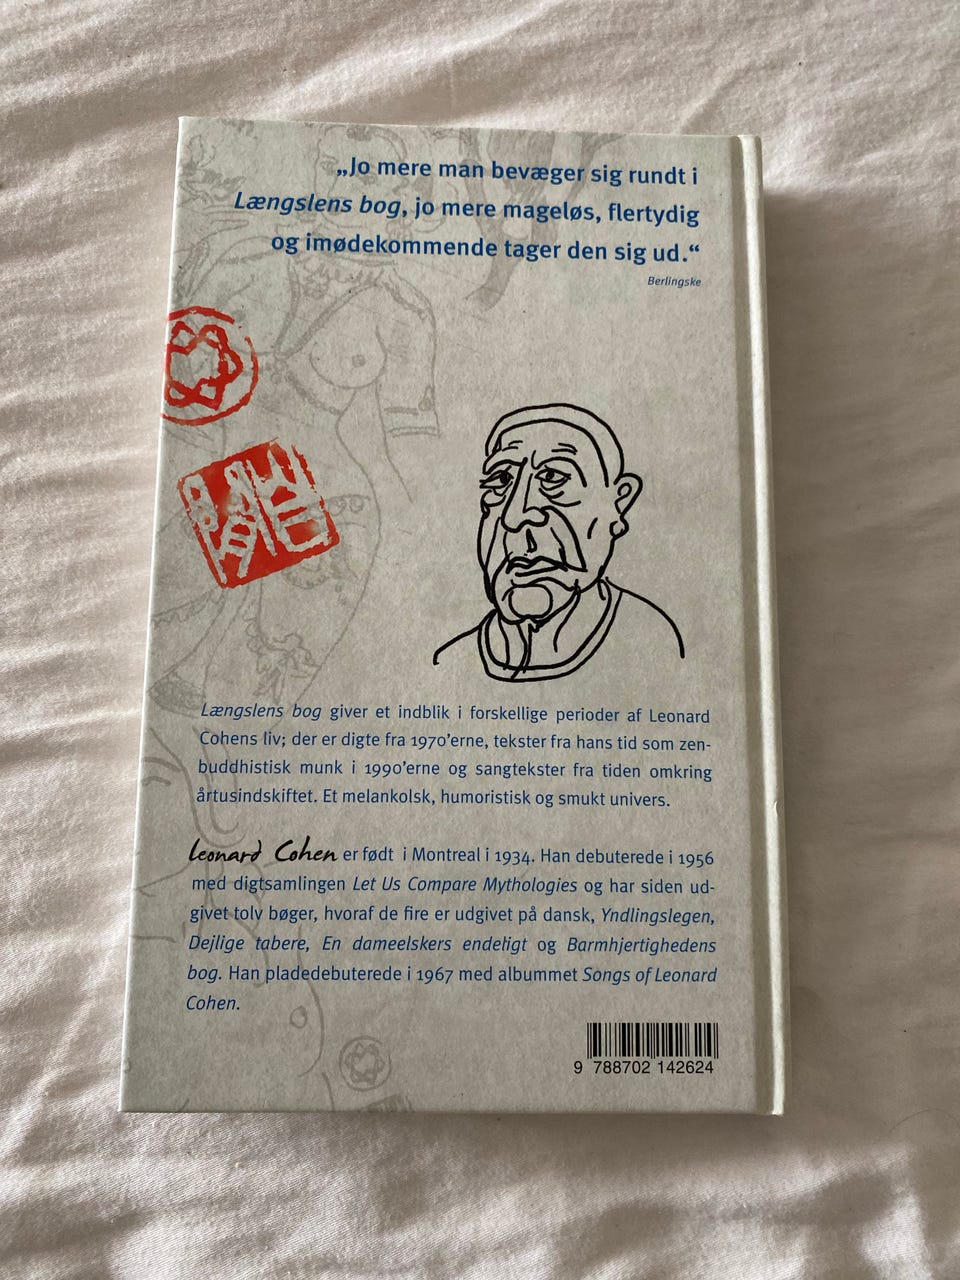 „Jo mere man bevæger sig rundt i
Længslens bog, jo mere mageløs, flertydig
og imødekommende tager den sig ud.“
Berlingske
Længslens bog giver et indblik i forskellige perioder af Leonard
Cohens liv; der er digte fra 1970’erne, tekster fra hans tid som zen-
buddhistisk munk i 1990’erne og sangtekster fra tiden omkring
årtusindskiftet. Et melankolsk, humoristisk og smukt univers.
Leonard Cohen er født i Montreal i 1934. Han debuterede i 1956
med digtsamlingen Let Us Compare Mythologies og har siden ud-
givet tolv bøger, hvoraf de fire er udgivet på dansk, Yndlingslegen,
Dejlige tabere, En dameelskers endeligt og Barmhjertighedens
bog. Han pladedebuterede i 1967 med albummet Songs of Leonard
Cohen.
9 788702 142624